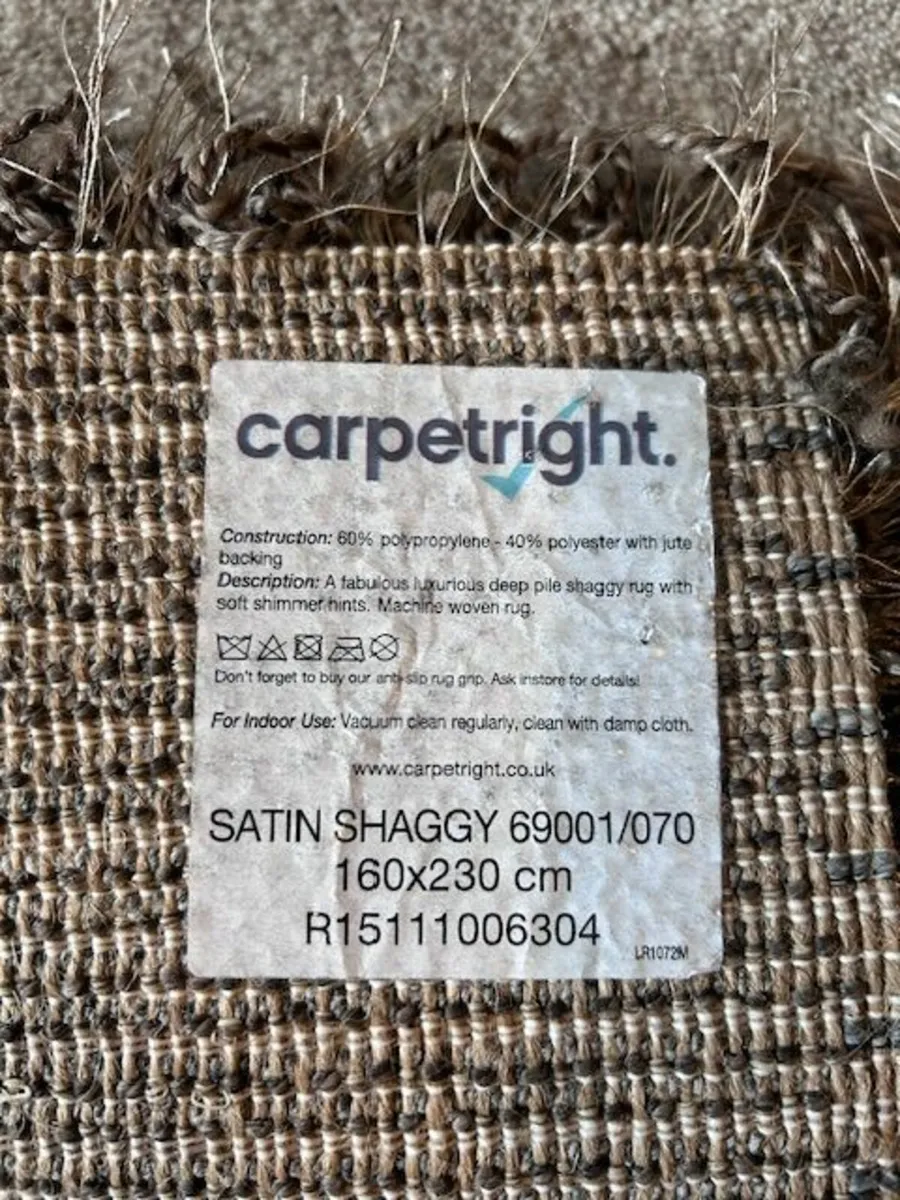 carpetright.
Construction: 60% polypropylene - 40% polyester with jute
backing
Description: A fabulous luxurious deep pile shaggy rug with
soft shimmer hints. Machine woven rug.
Don't forget to buy our anti-slip rug grip. Ask instore for details!
For Indoor Use: Vacuum clean regularly, clean with damp cloth.
www.carpetright.co.uk
SATIN SHAGGY 69001/070
160x230 cm
R15111006304
LR1072M